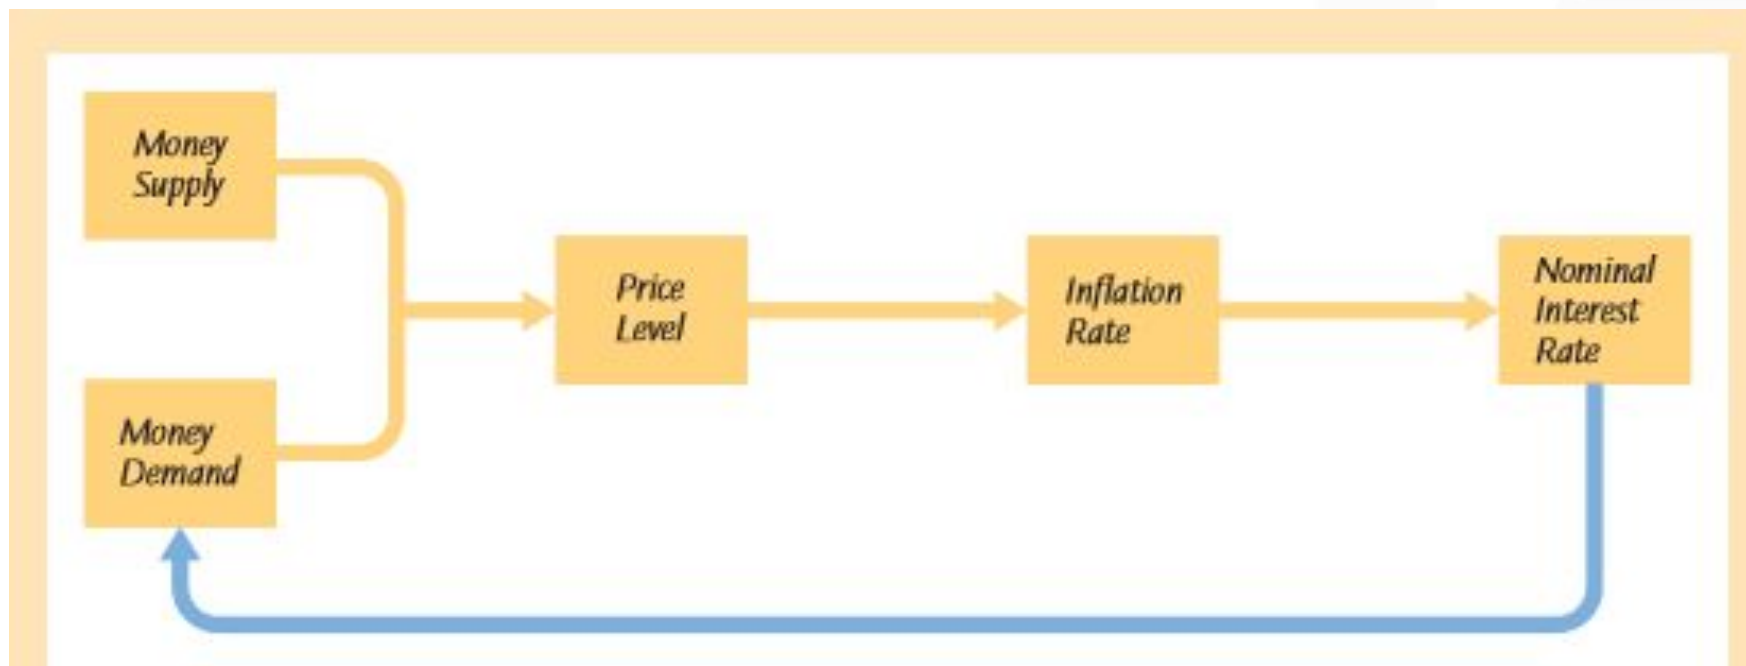 Money
Supply
Price
Level
Inflation
Rate
Nominal
Interest
Rate
Money
Demand